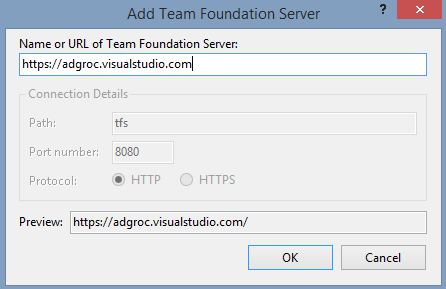 Add Team Foundation Server
?
Name or URL of Team Foundation Server:
https://adgroc.visualstudio.com
Connection Details
Path: tfs
Port number: 8080
Protocol: HTTP HTTPS
Preview: https://adgroc.visualstudio.com/
OK Cancel